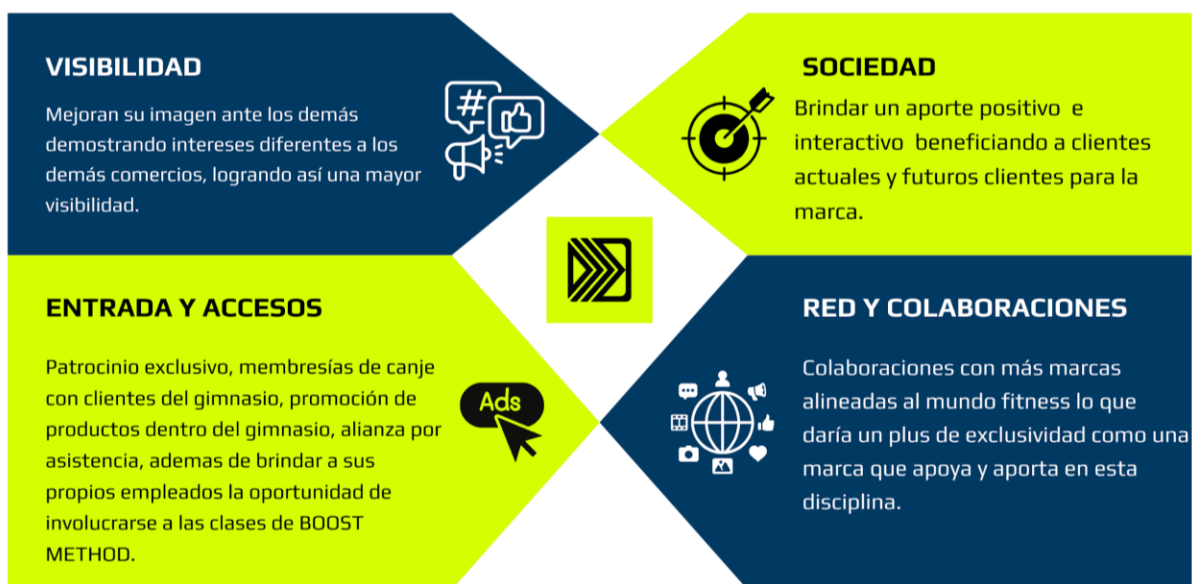 VISIBILIDAD
Mejoran su imagen ante los demás
demostrando intereses diferentes a los
demás comercios, logrando así una mayor
visibilidad.
#
SOCIEDAD
Brindar un aporte positivo e
interactivo beneficiando a clientes
actuales y futuros clientes para la
marca.
ENTRADA Y ACCESOS
Patrocinio exclusivo, membresías de canje
con clientes del gimnasio, promoción de
productos dentro del gimnasio, alianza por
asistencia, ademas de brindar a sus
propios empleados la oportunidad de
involucrarse a las clases de BOOST
METHOD.
Ads
RED Y COLABORACIONES
Colaboraciones con más marcas
alineadas al mundo fitness lo que
daría un plus de exclusividad como una
marca que apoya y aporta en esta
disciplina.